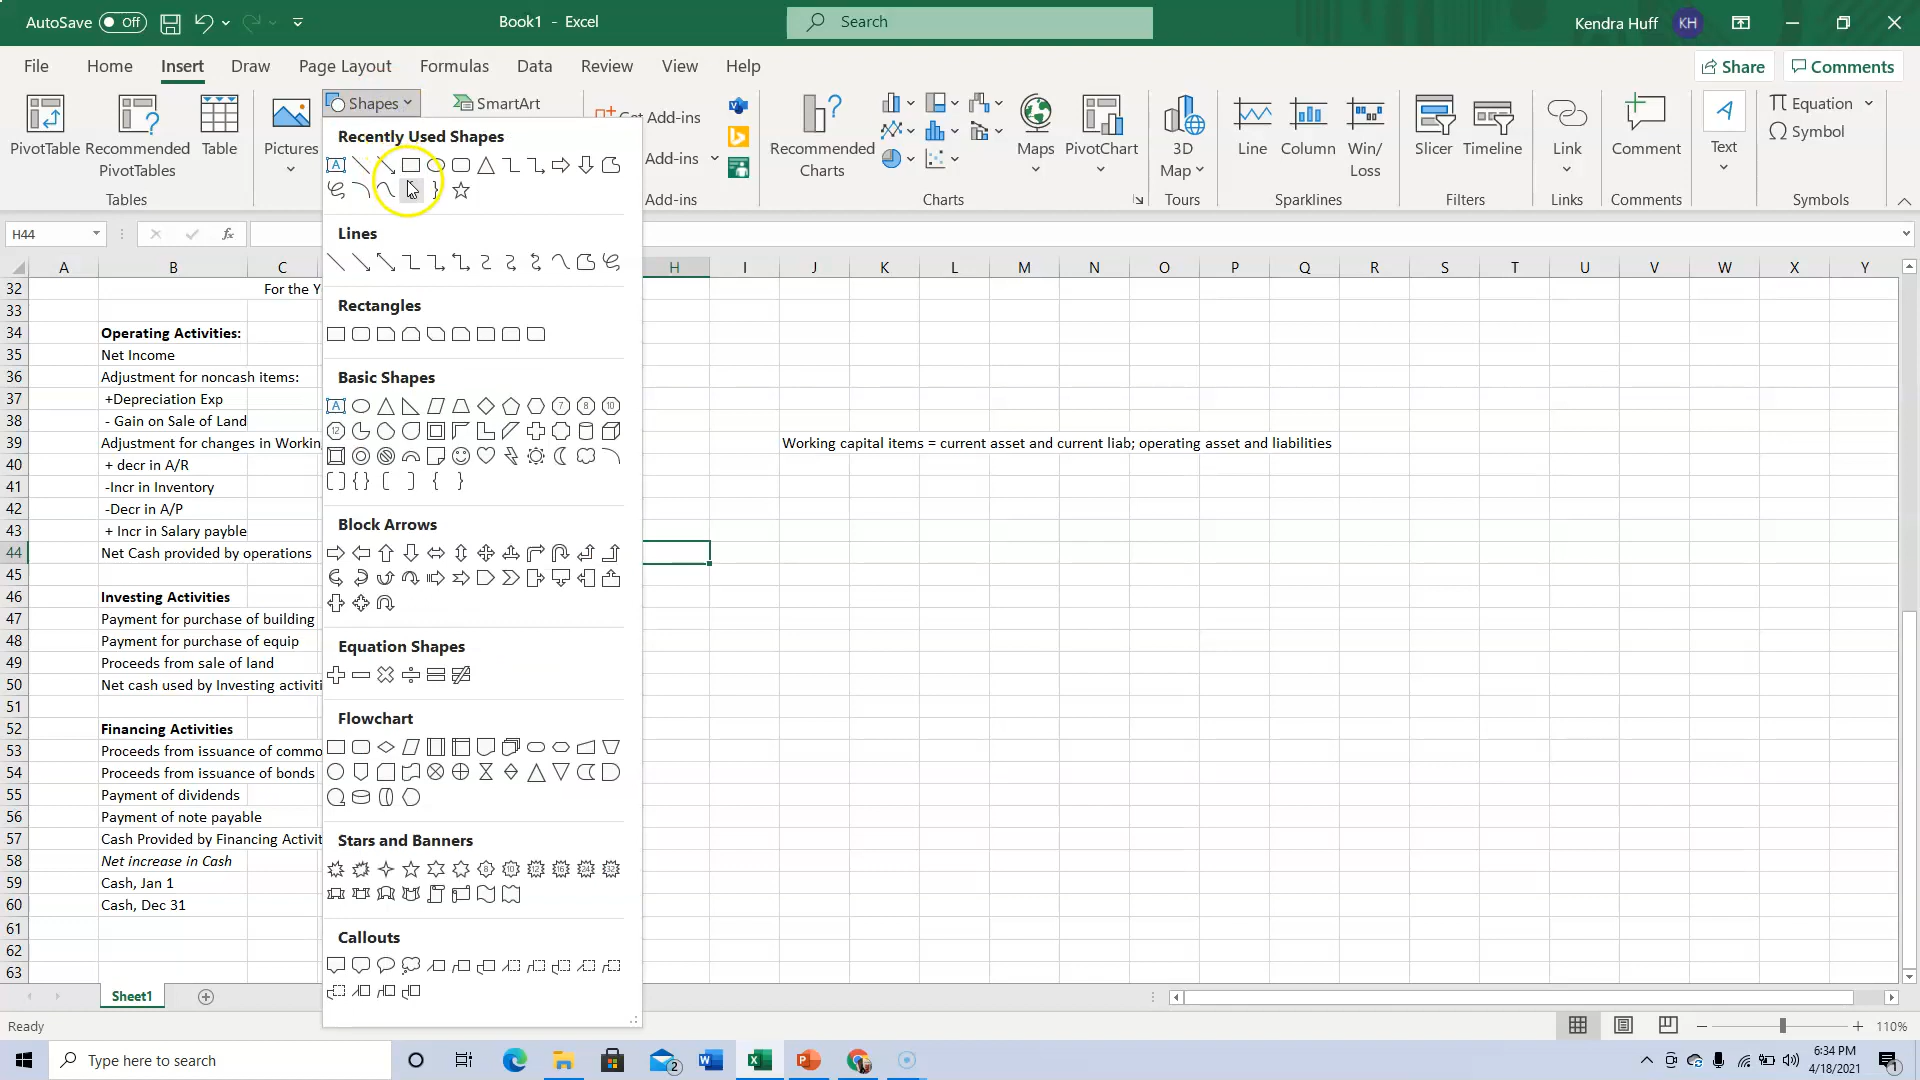 AutoSave Off
Book1 - Excel
Search
Kendra Huff KH
File Home Insert Draw Page Layout Formulas Data Review View Help
Share Comments
PivotTable
Recommended PivotTables
Table
Tables
Pictures
Shapes
SmartArt
Get Add-ins
Add-ins
Add-ins
Recommended Charts
Maps
PivotChart
Charts
3D Map
Tours
Line
Column
Win/Loss
Sparklines
Slicer
Timeline
Filters
Link
Links
Comment
Comments
Text
Equation
Symbol
Symbols
H44
fx
Recently Used Shapes
Lines
Rectangles
Basic Shapes
Block Arrows
Equation Shapes
Flowchart
Stars and Banners
Callouts
A B C H I J K L M N O P Q R S T U V W X Y
32 For the Y
33
34 Operating Activities:
35 Net Income
36 Adjustment for noncash items:
37 +Depreciation Exp
38 - Gain on Sale of Land
39 Adjustment for changes in Workin Working capital items = current asset and current liab; operating asset and liabilities
40 + decr in A/R
41 -Incr in Inventory
42 -Decr in A/P
43 + Incr in Salary payble
44 Net Cash provided by operations
45
46 Investing Activities
47 Payment for purchase of building
48 Payment for purchase of equip
49 Proceeds from sale of land
50 Net cash used by Investing activiti
51
52 Financing Activities
53 Proceeds from issuance of commo
54 Proceeds from issuance of bonds
55 Payment of dividends
56 Payment of note payable
57 Cash Provided by Financing Activit
58 Net increase in Cash
59 Cash, Jan 1
60 Cash, Dec 31
61
62
63
Sheet1
Ready
110%
Type here to search
2
6:34 PM
4/18/2021
1